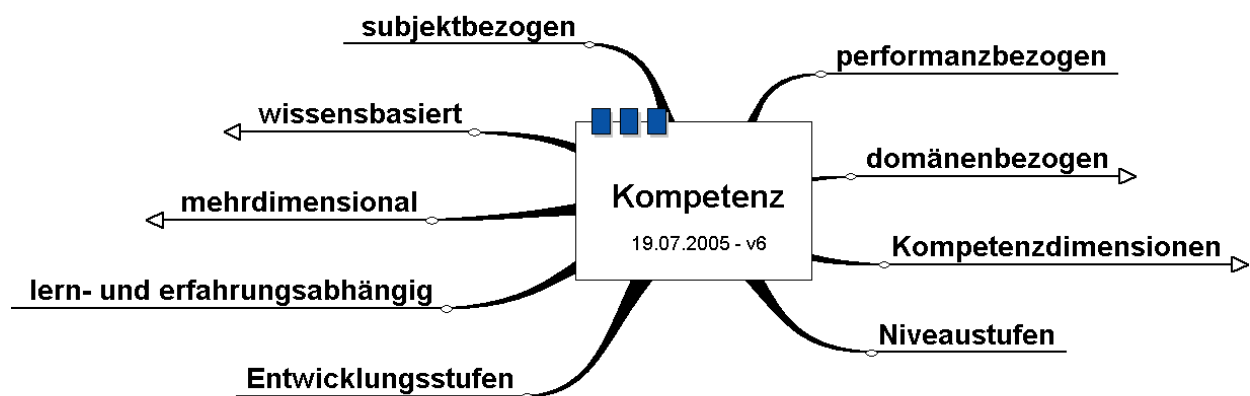 subjektbezogen
performanzbezogen
wissensbasiert
domänenbezogen
mehrdimensional
Kompetenz
19.07.2005 - v6
Kompetenzdimensionen
lern- und erfahrungsabhängig
Niveaustufen
Entwicklungsstufen